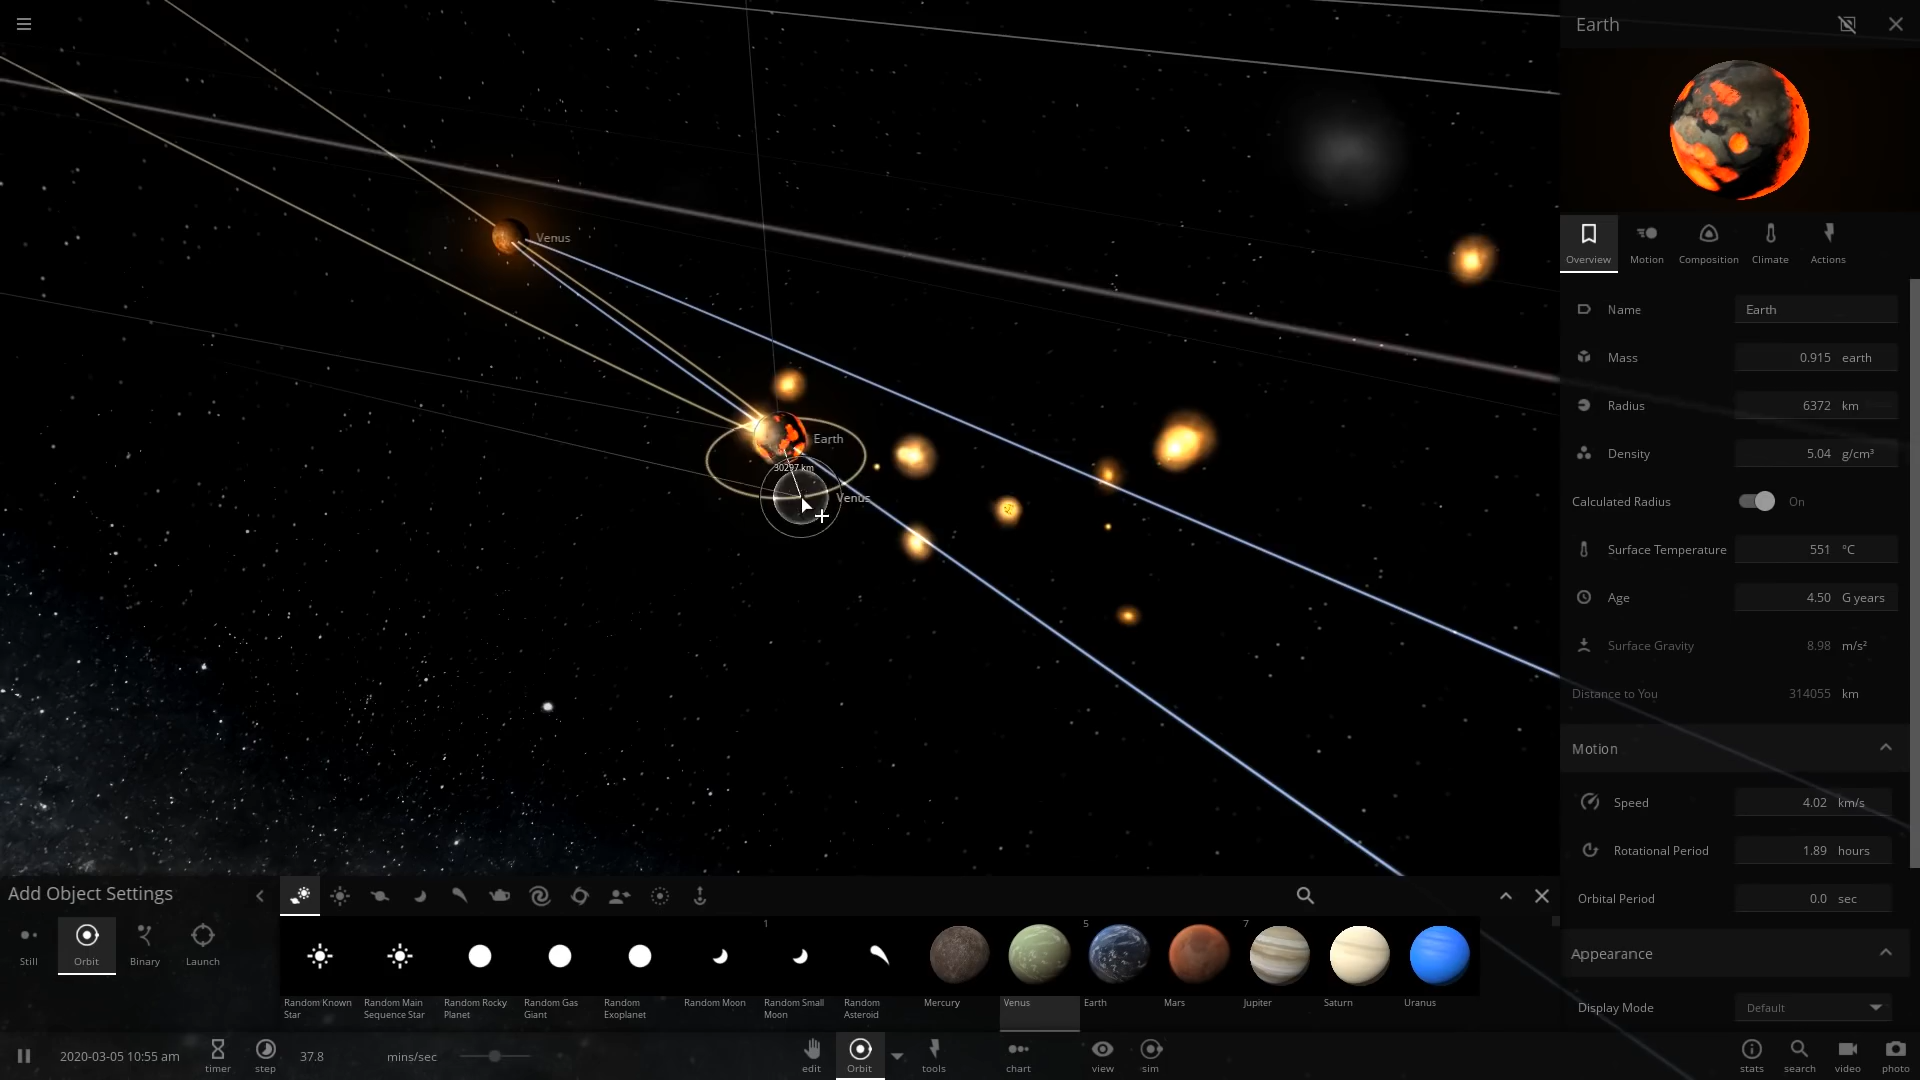 Earth
Overview
Motion
Composition
Climate
Actions
Name
Earth
Mass
0.915 earth
Radius
6372 km
Density
5.04 g/cm³
Calculated Radius
On
Surface Temperature
551 °C
Age
4.50 G years
Surface Gravity
8.98 m/s²
Distance to You
314055 km
Motion
Speed
4.02 km/s
Rotational Period
1.89 hours
Orbital Period
0.0 sec
Appearance
Display Mode
Default
Venus
Earth
30297 km
Venus
Add Object Settings
Still
Orbit
Binary
Launch
Random Known
Star
Random Main
Sequence Star
Random Rocky
Planet
Random Gas
Giant
Random
Exoplanet
Random Moon
1
Random Small
Moon
Random
Asteroid
Mercury
Venus
5
Earth
Mars
7
Jupiter
Saturn
Uranus
2020-03-05 10:55 am
timer
step
37.8
mins/sec
edit
Orbit
tools
chart
view
sim
stats
search
video
photo